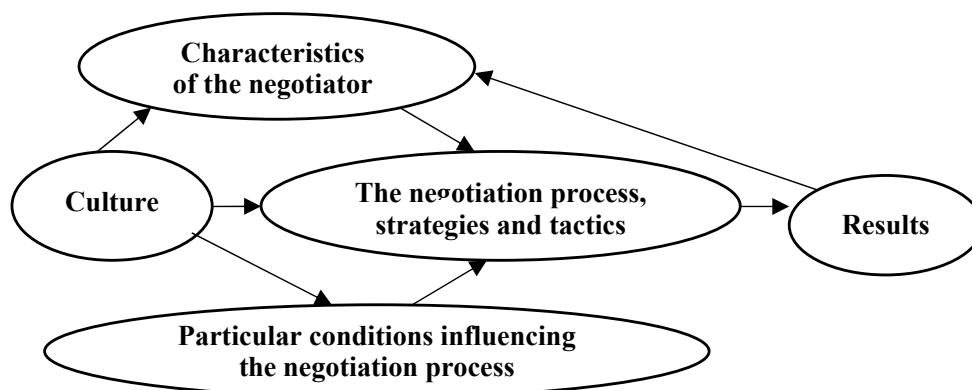 Characteristics
of the negotiator
Culture
The negotiation process,
strategies and tactics
Results
Particular conditions influencing
the negotiation process